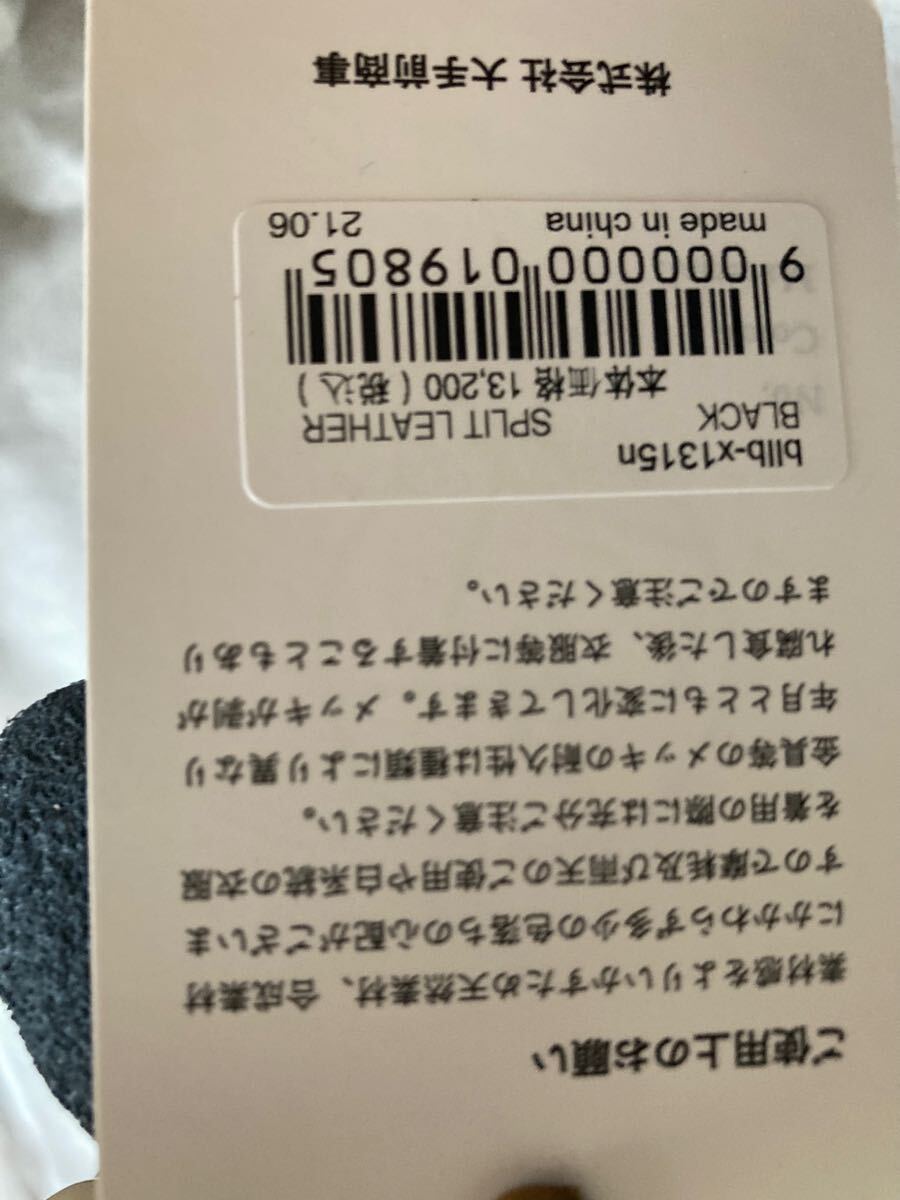 ご使用上のお願い
素材感をよりいかすため天然素材、合成素材
にかかわらず多少の色落ちの心配がございま
すので摩耗及び雨天のご使用や白系統の衣服
を着用の際には充分ご注意ください。
金具等のメッキの耐久性は種類により異なり
年月とともに変化してきます。メッキが剥が
れ腐食した後、衣服等に付着することもあり
ますのでご注意ください。
bllb-x1315n
BLACK SPLIT LEATHER
本体価格 13,200 ( 税込 )
9 000000 019805
made in china 21.06
株式会社 大手前商事